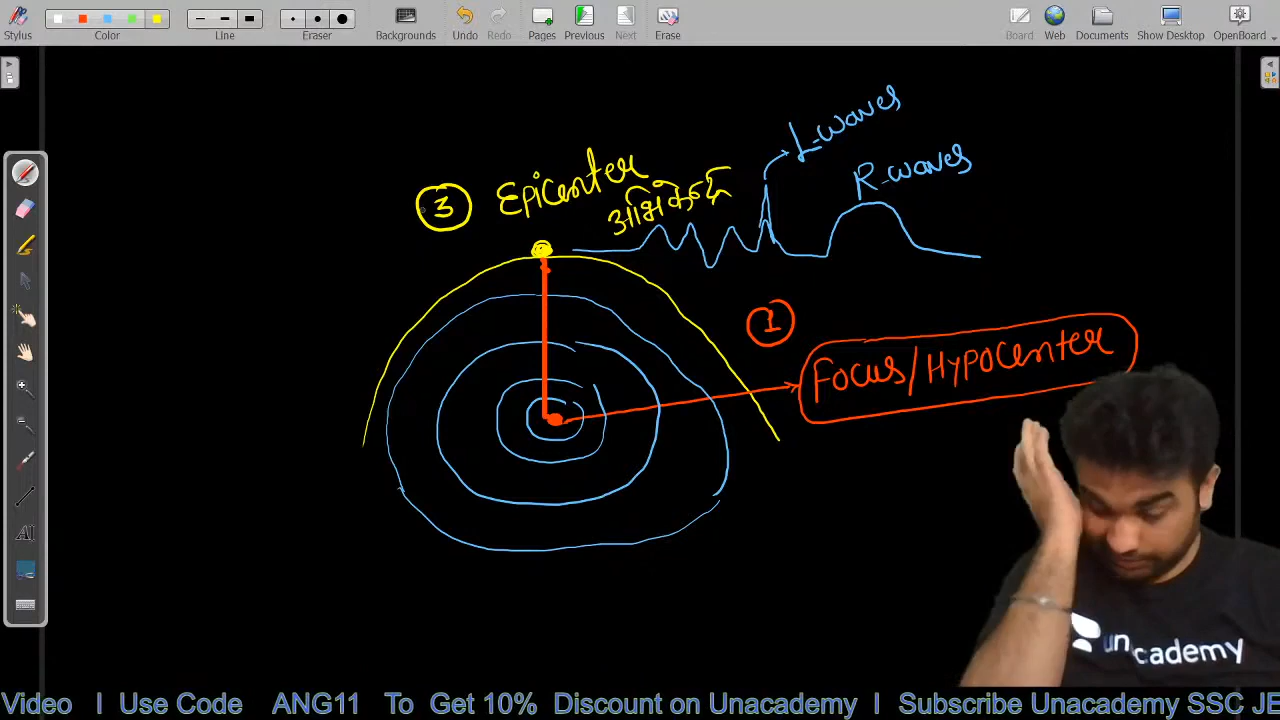 Stylus
Color
Line
Eraser
Backgrounds
Undo
Redo
Pages
Previous
Next
Erase
Board
Web
Documents
Show Desktop
OpenBoard
L-waves
R-waves
3 Epicenter
1
Focus/Hypocenter
unacademy
Video I Use Code ANG11 To Get 10% Discount on Unacademy I Subscribe Unacademy SSC JE